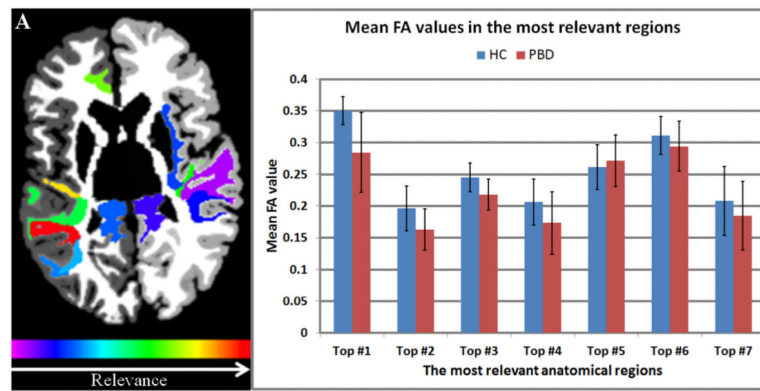 A
Relevance
Mean FA values in the most relevant regions
HC PBD
0.4
0.35
0.3
0.25
0.2
0.15
0.1
0.05
0
Mean FA value
Top #1 Top #2 Top #3 Top #4 Top #5 Top #6 Top #7
The most relevant anatomical regions